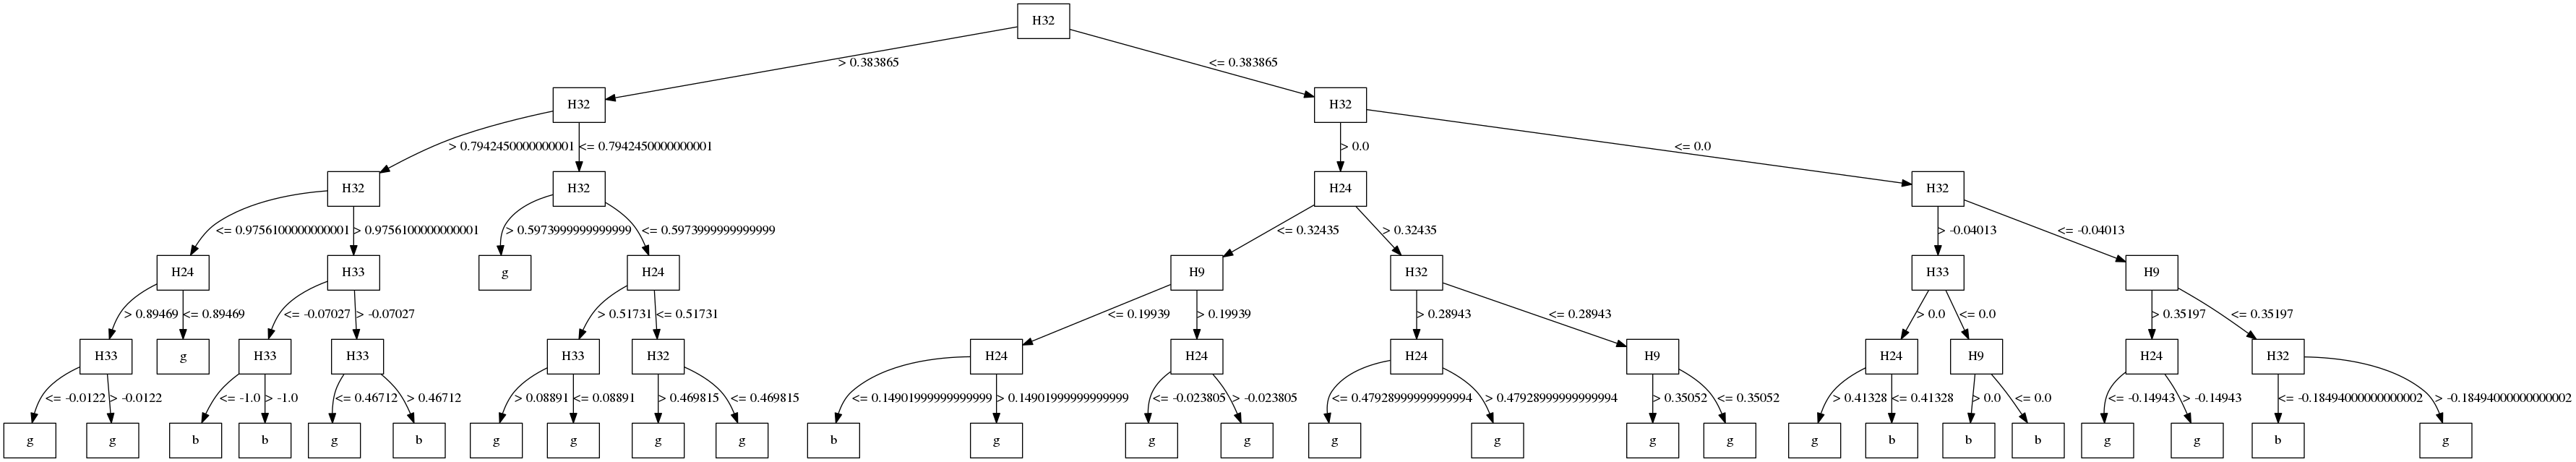 H32
> 0.383865 <= 0.383865
H32 H32
> 0.7942450000000001 <= 0.7942450000000001 > 0.0 <= 0.0
H32 H32 H24 H32
<= 0.9756100000000001 > 0.9756100000000001 > 0.5973999999999999 <= 0.5973999999999999 <= 0.32435 > 0.32435 > -0.04013 <= -0.04013
H24 H33 g H24 H9 H32 H33 H9
> 0.89469 <= 0.89469 <= -0.07027 > -0.07027 > 0.51731 <= 0.51731 <= 0.19939 > 0.19939 > 0.28943 <= 0.28943 > 0.0 <= 0.0 > 0.35197 <= 0.35197
H33 g H33 H33 H33 H32 H24 H24 H24 H9 H24 H9 H24 H32
<= -0.0122 > -0.0122 <= -1.0 > -1.0 <= 0.46712 > 0.46712 > 0.08891 <= 0.08891 > 0.469815 <= 0.469815 <= 0.14901999999999999 > 0.14901999999999999 <= -0.023805 > -0.023805 <= 0.47928999999999994 > 0.47928999999999994 > 0.35052 <= 0.35052 > 0.41328 <= 0.41328 > 0.0 <= 0.0 <= -0.14943 > -0.14943 <= -0.18494000000000002 > -0.18494000000000002
g g b b g b g g g g b g g g g g g g g b b b g g b g